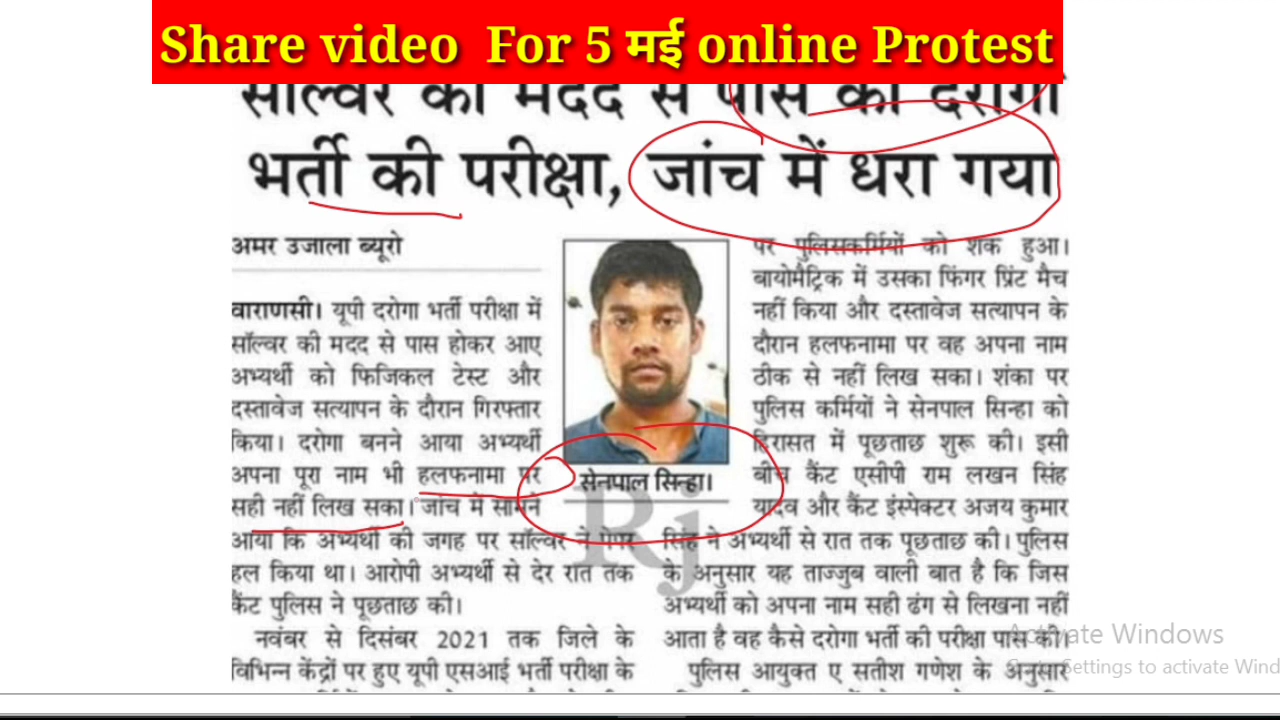 Share video For 5 मई online Protest
सॉल्वर की मदद से पास की दरोगा
भर्ती की परीक्षा, जांच में धरा गया
अमर उजाला ब्यूरो
वाराणसी। यूपी दरोगा भर्ती परीक्षा में
सॉल्वर की मदद से पास होकर आए
अभ्यर्थी को फिजिकल टेस्ट और
दस्तावेज सत्यापन के दौरान गिरफ्तार
किया। दरोगा बनने आया अभ्यर्थी
अपना पूरा नाम भी हलफनामा पर
सही नहीं लिख सका। जांच में सामने
आया कि अभ्यर्थी की जगह पर सॉल्वर ने पेपर
हल किया था। आरोपी अभ्यर्थी से देर रात तक
कैंट पुलिस ने पूछताछ की।
नवंबर से दिसंबर 2021 तक जिले के
विभिन्न केंद्रों पर हुए यूपी एसआई भर्ती परीक्षा के
सेनपाल सिन्हा।
Rj
पर पुलिसकर्मियों को शक हुआ।
बायोमैट्रिक में उसका फिंगर प्रिंट मैच
नहीं किया और दस्तावेज सत्यापन के
दौरान हलफनामा पर वह अपना नाम
ठीक से नहीं लिख सका। शंका पर
पुलिस कर्मियों ने सेनपाल सिन्हा को
हिरासत में पूछताछ शुरू की। इसी
बीच कैंट एसीपी राम लखन सिंह
यादव और कैंट इंस्पेक्टर अजय कुमार
सिंह ने अभ्यर्थी से रात तक पूछताछ की। पुलिस
के अनुसार यह ताज्जुब वाली बात है कि जिस
अभ्यर्थी को अपना नाम सही ढंग से लिखना नहीं
आता है वह कैसे दरोगा भर्ती की परीक्षा पास की।
पुलिस आयुक्त ए सतीश गणेश के अनुसार
Activate Windows
Settings to activate Wind